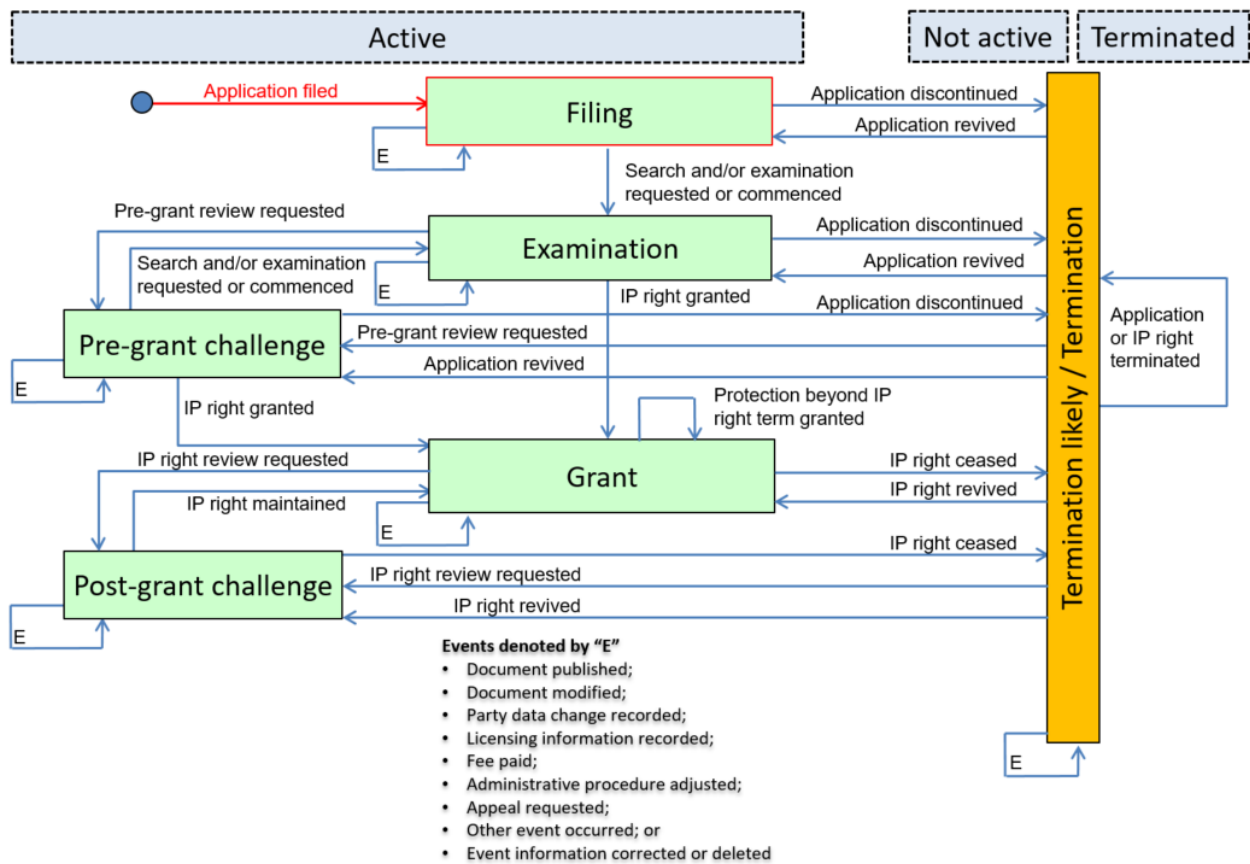 Active
Not active
Terminated
Application filed
Filing
Application discontinued
Application revived
E
Search and/or examination
requested or commenced
Pre-grant review requested
Examination
Application discontinued
Application revived
Search and/or examination
requested or commenced
E
IP right granted
Application discontinued
Pre-grant challenge
Pre-grant review requested
Application revived
E
Application
or IP right
terminated
Termination likely / Termination
IP right granted
Protection beyond IP
right term granted
IP right review requested
Grant
IP right ceased
IP right revived
IP right maintained
E
IP right ceased
Post-grant challenge
IP right review requested
IP right revived
E
Events denoted by “E”
• Document published;
• Document modified;
• Party data change recorded;
• Licensing information recorded;
• Fee paid;
• Administrative procedure adjusted;
• Appeal requested;
• Other event occurred; or
• Event information corrected or deleted
E